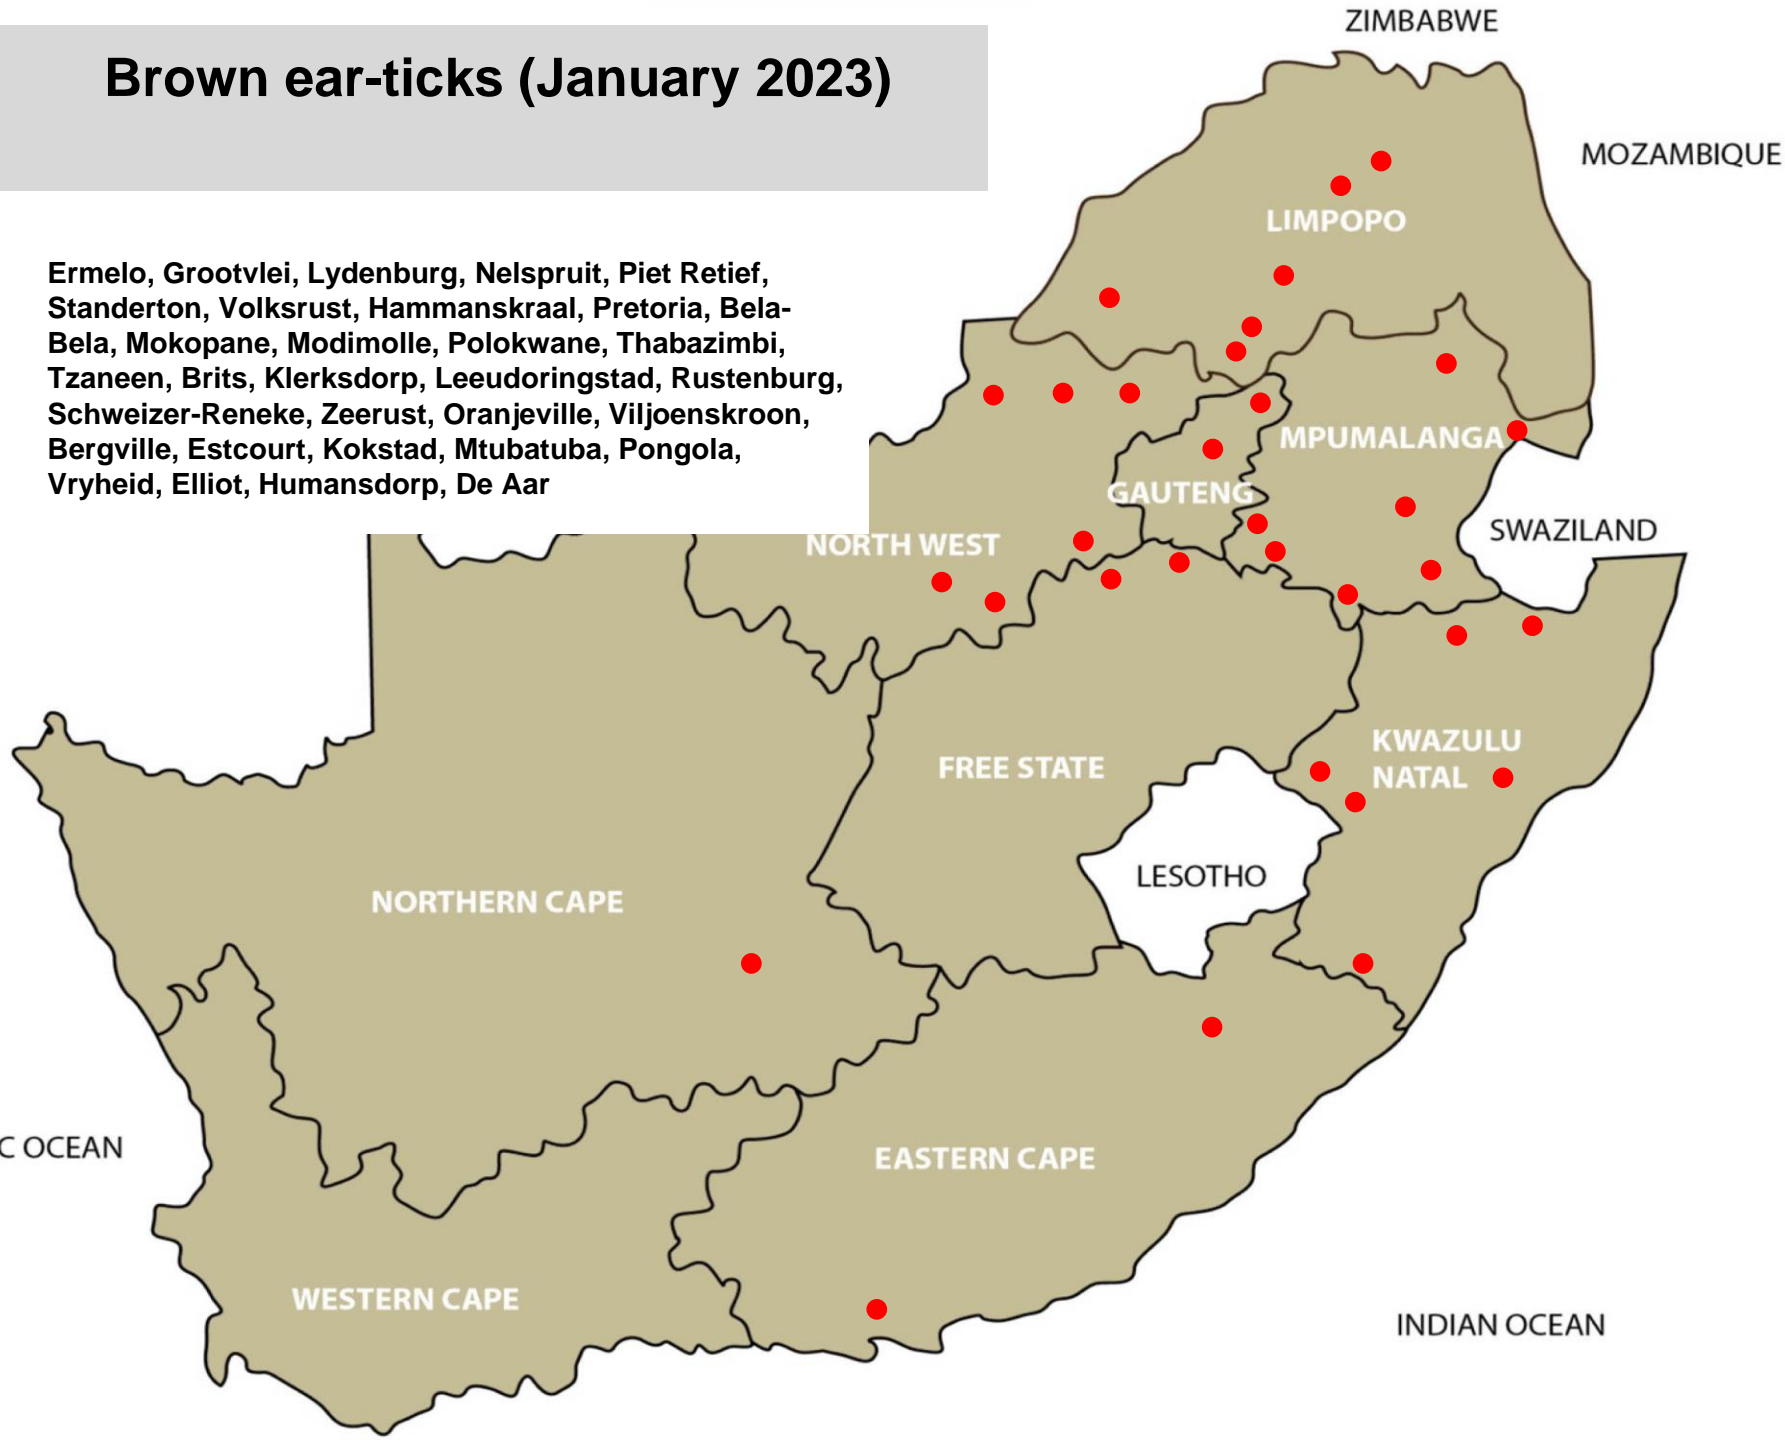 ZIMBABWE
Brown ear-ticks (January 2023)
MOZAMBIQUE
LIMPOPO
Ermelo, Grootvlei, Lydenburg, Nelspruit, Piet Retief,
Standerton, Volksrust, Hammanskraal, Pretoria, Bela-
Bela, Mokopane, Modimolle, Polokwane, Thabazimbi,
Tzaneen, Brits, Klerksdorp, Leeudoringstad, Rustenburg,
Schweizer-Reneke, Zeerust, Oranjeville, Viljoenskroon,
Bergville, Estcourt, Kokstad, Mtubatuba, Pongola,
Vryheid, Elliot, Humansdorp, De Aar
MPUMALANGA
GAUTENG
SWAZILAND
NORTH WEST
KWAZULU
NATAL
FREE STATE
LESOTHO
NORTHERN CAPE
C OCEAN
EASTERN CAPE
WESTERN CAPE
INDIAN OCEAN